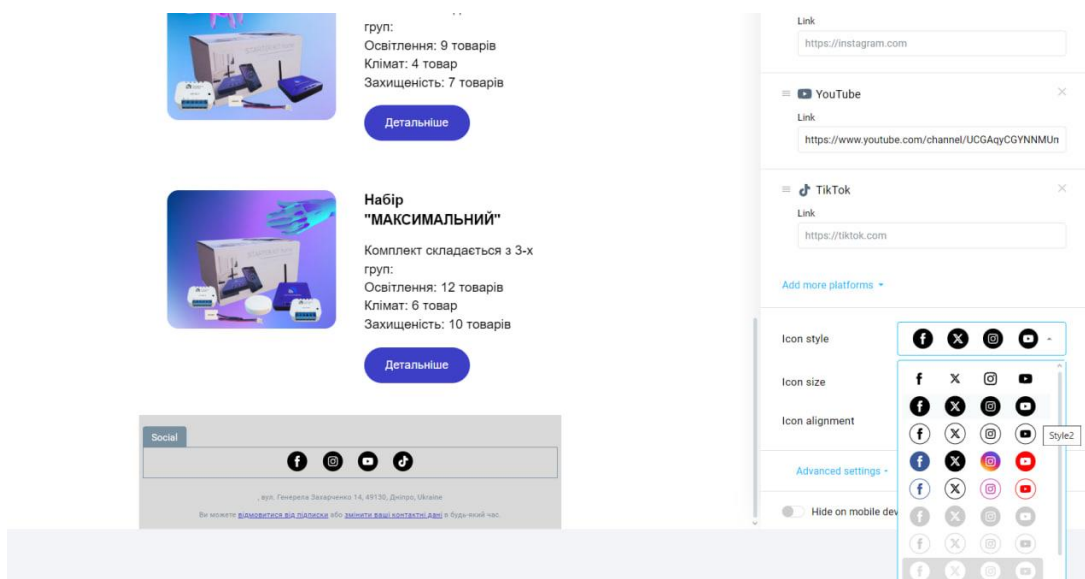 груп:
Освітлення: 9 товарів
Клімат: 4 товар
Захищеність: 7 товарів
Детальніше
Набір
"МАКСИМАЛЬНИЙ"
Комплект складається з 3-х
груп:
Освітлення: 12 товарів
Клімат: 6 товар
Захищеність: 10 товарів
Детальніше
Social
, вул. Генерела Захарченко 14, 49130, Дніпро, Ukraine
Ви можете відмовитися від підписки або змінити ваші контактні дані в будь-який час.
Link
https://instagram.com
YouTube
Link
https://www.youtube.com/channel/UCGAqyCGYNNMUn
TikTok
Link
https://tiktok.com
Add more platforms
Icon style
Icon size
Icon alignment
Style2
Advanced settings
Hide on mobile dev